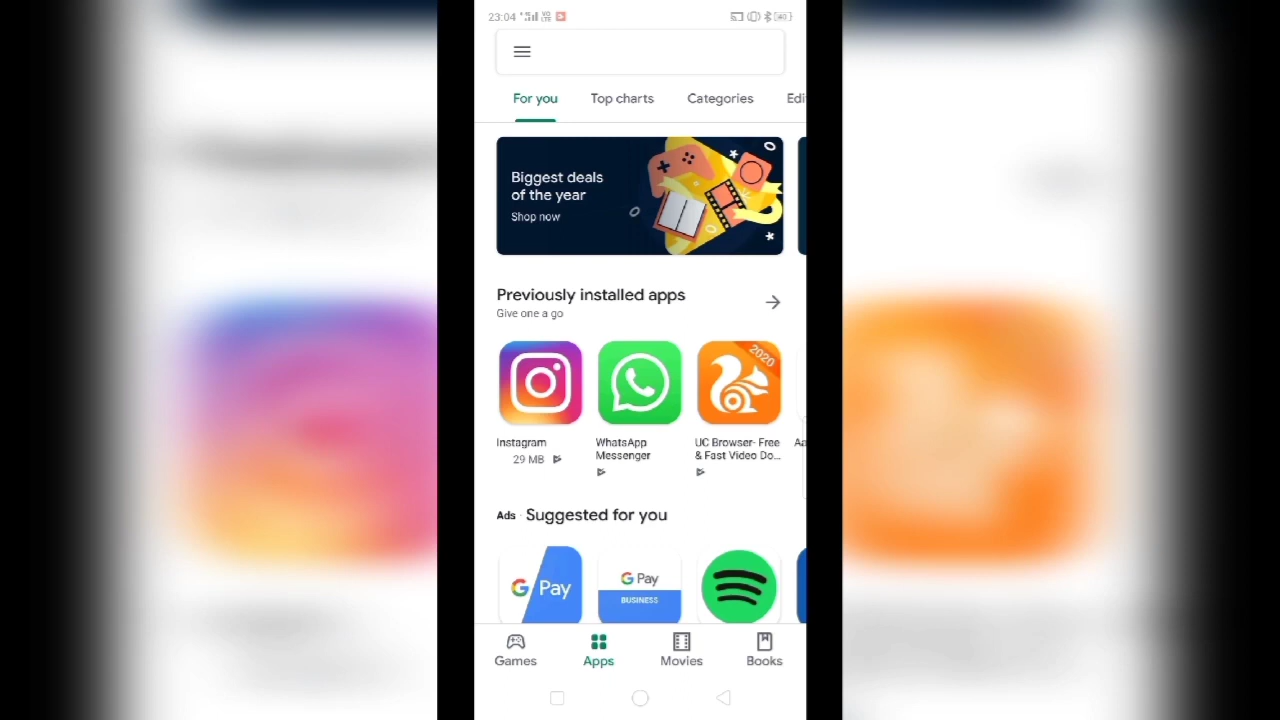 23:04
For you
Top charts
Categories
Edi
Biggest deals
of the year
Shop now
Previously installed apps
Give one a go
2020
Instagram
29 MB
WhatsApp
Messenger
UC Browser- Free
& Fast Video Do...
Aa
Ads · Suggested for you
G Pay
G Pay
BUSINESS
Games
Apps
Movies
Books